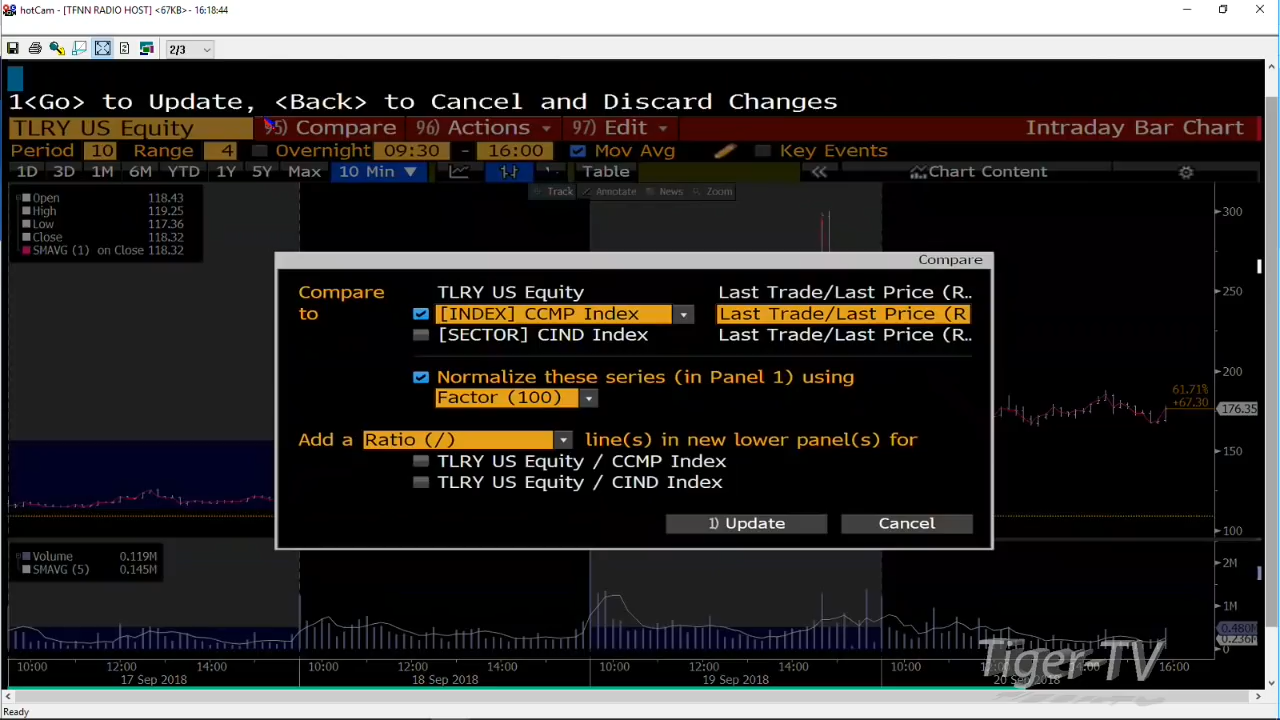 hotCam - [TFNN RADIO HOST] <67KB> - 16:18:44
2/3
1<Go> to Update, <Back> to Cancel and Discard Changes
TLRY US Equity 95) Compare 96) Actions 97) Edit Intraday Bar Chart
Period 10 Range 4 Overnight 09:30 - 16:00 Mov Avg Key Events
1D 3D 1M 6M YTD 1Y 5Y Max 10 Min Table Chart Content
Track Annotate News Zoom
Open 118.43
High 119.25
Low 117.36
Close 118.32
SMAVG (1) on Close 118.32
300
250
200
61.71%
+67.30
176.35
150
100
Compare
Compare TLRY US Equity Last Trade/Last Price (R..
to [INDEX] CCMP Index Last Trade/Last Price (R
[SECTOR] CIND Index Last Trade/Last Price (R..
Normalize these series (in Panel 1) using
Factor (100)
Add a Ratio (/) line(s) in new lower panel(s) for
TLRY US Equity / CCMP Index
TLRY US Equity / CIND Index
1) Update Cancel
Volume 0.119M
SMAVG (5) 0.145M
2M
1M
0.480M
0.236M
0
10:00 12:00 14:00 10:00 12:00 14:00 10:00 12:00 14:00 10:00 16:00
17 Sep 2018 18 Sep 2018 19 Sep 2018 20 Sep 2018
Tiger-TV
Ready